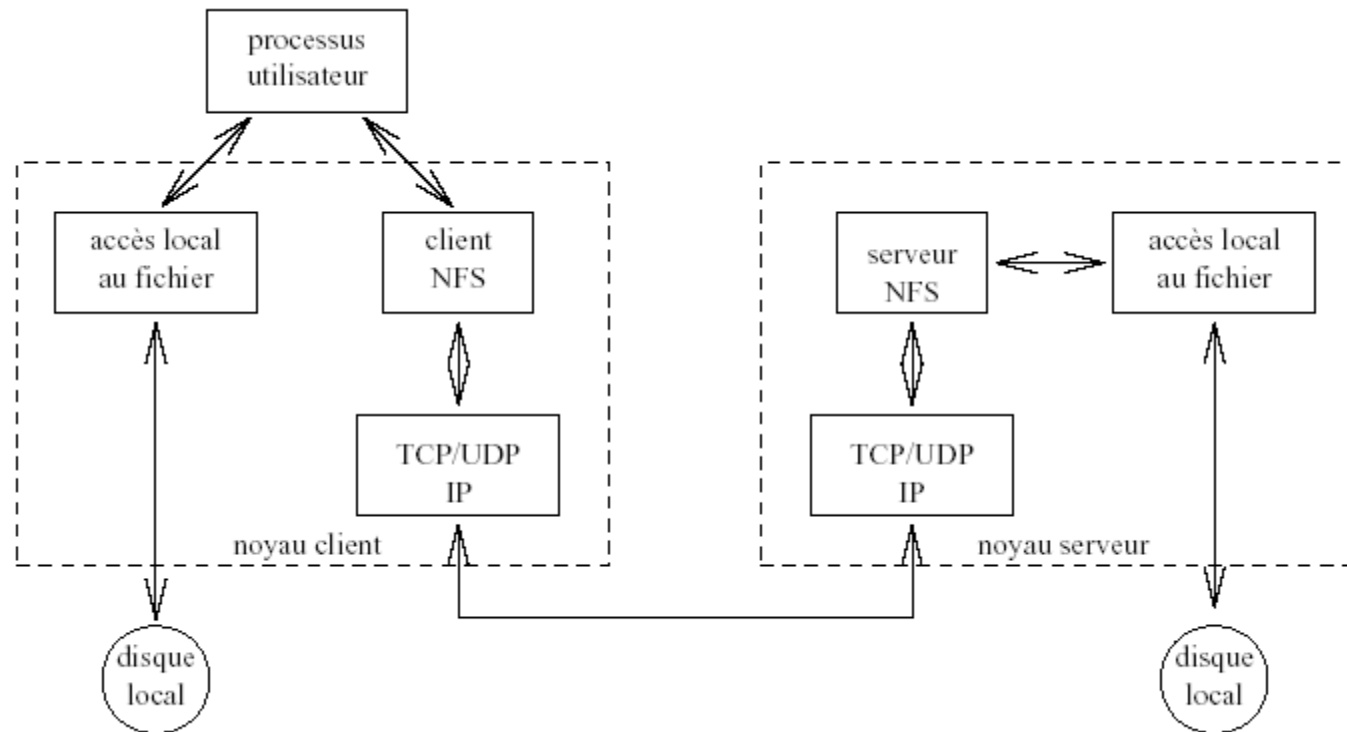 processus
utilisateur
accès local
au fichier
client
NFS
serveur
NFS
accès local
au fichier
TCP/UDP
IP
TCP/UDP
IP
noyau client
noyau serveur
disque
local
disque
local